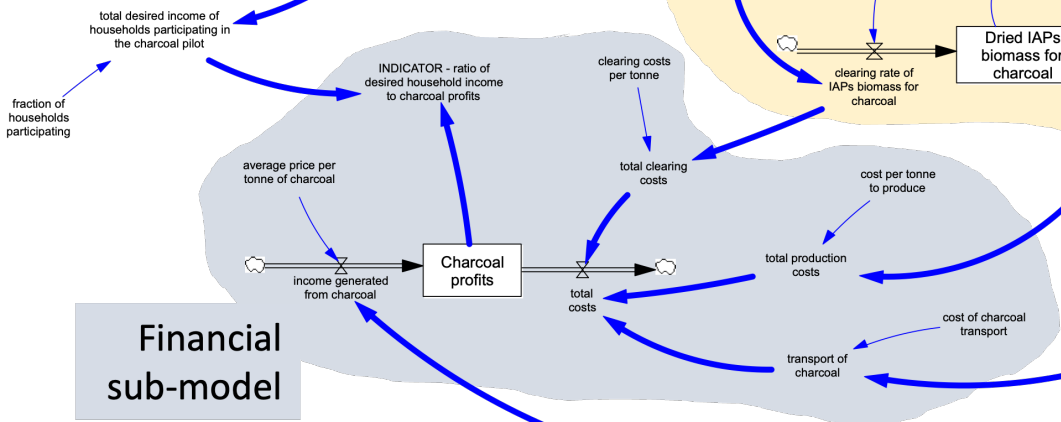 total desired income of
households participating in
the charcoal pilot
fraction of
households
participating
INDICATOR - ratio of
desired household income
to charcoal profits
clearing costs
per tonne
Dried IAPs
biomass for
charcoal
clearing rate of
IAPs biomass for
charcoal
average price per
tonne of charcoal
total clearing
costs
cost per tonne
to produce
income generated
from charcoal
Charcoal
profits
total
costs
total production
costs
cost of charcoal
transport
transport of
charcoal
Financial
sub-model